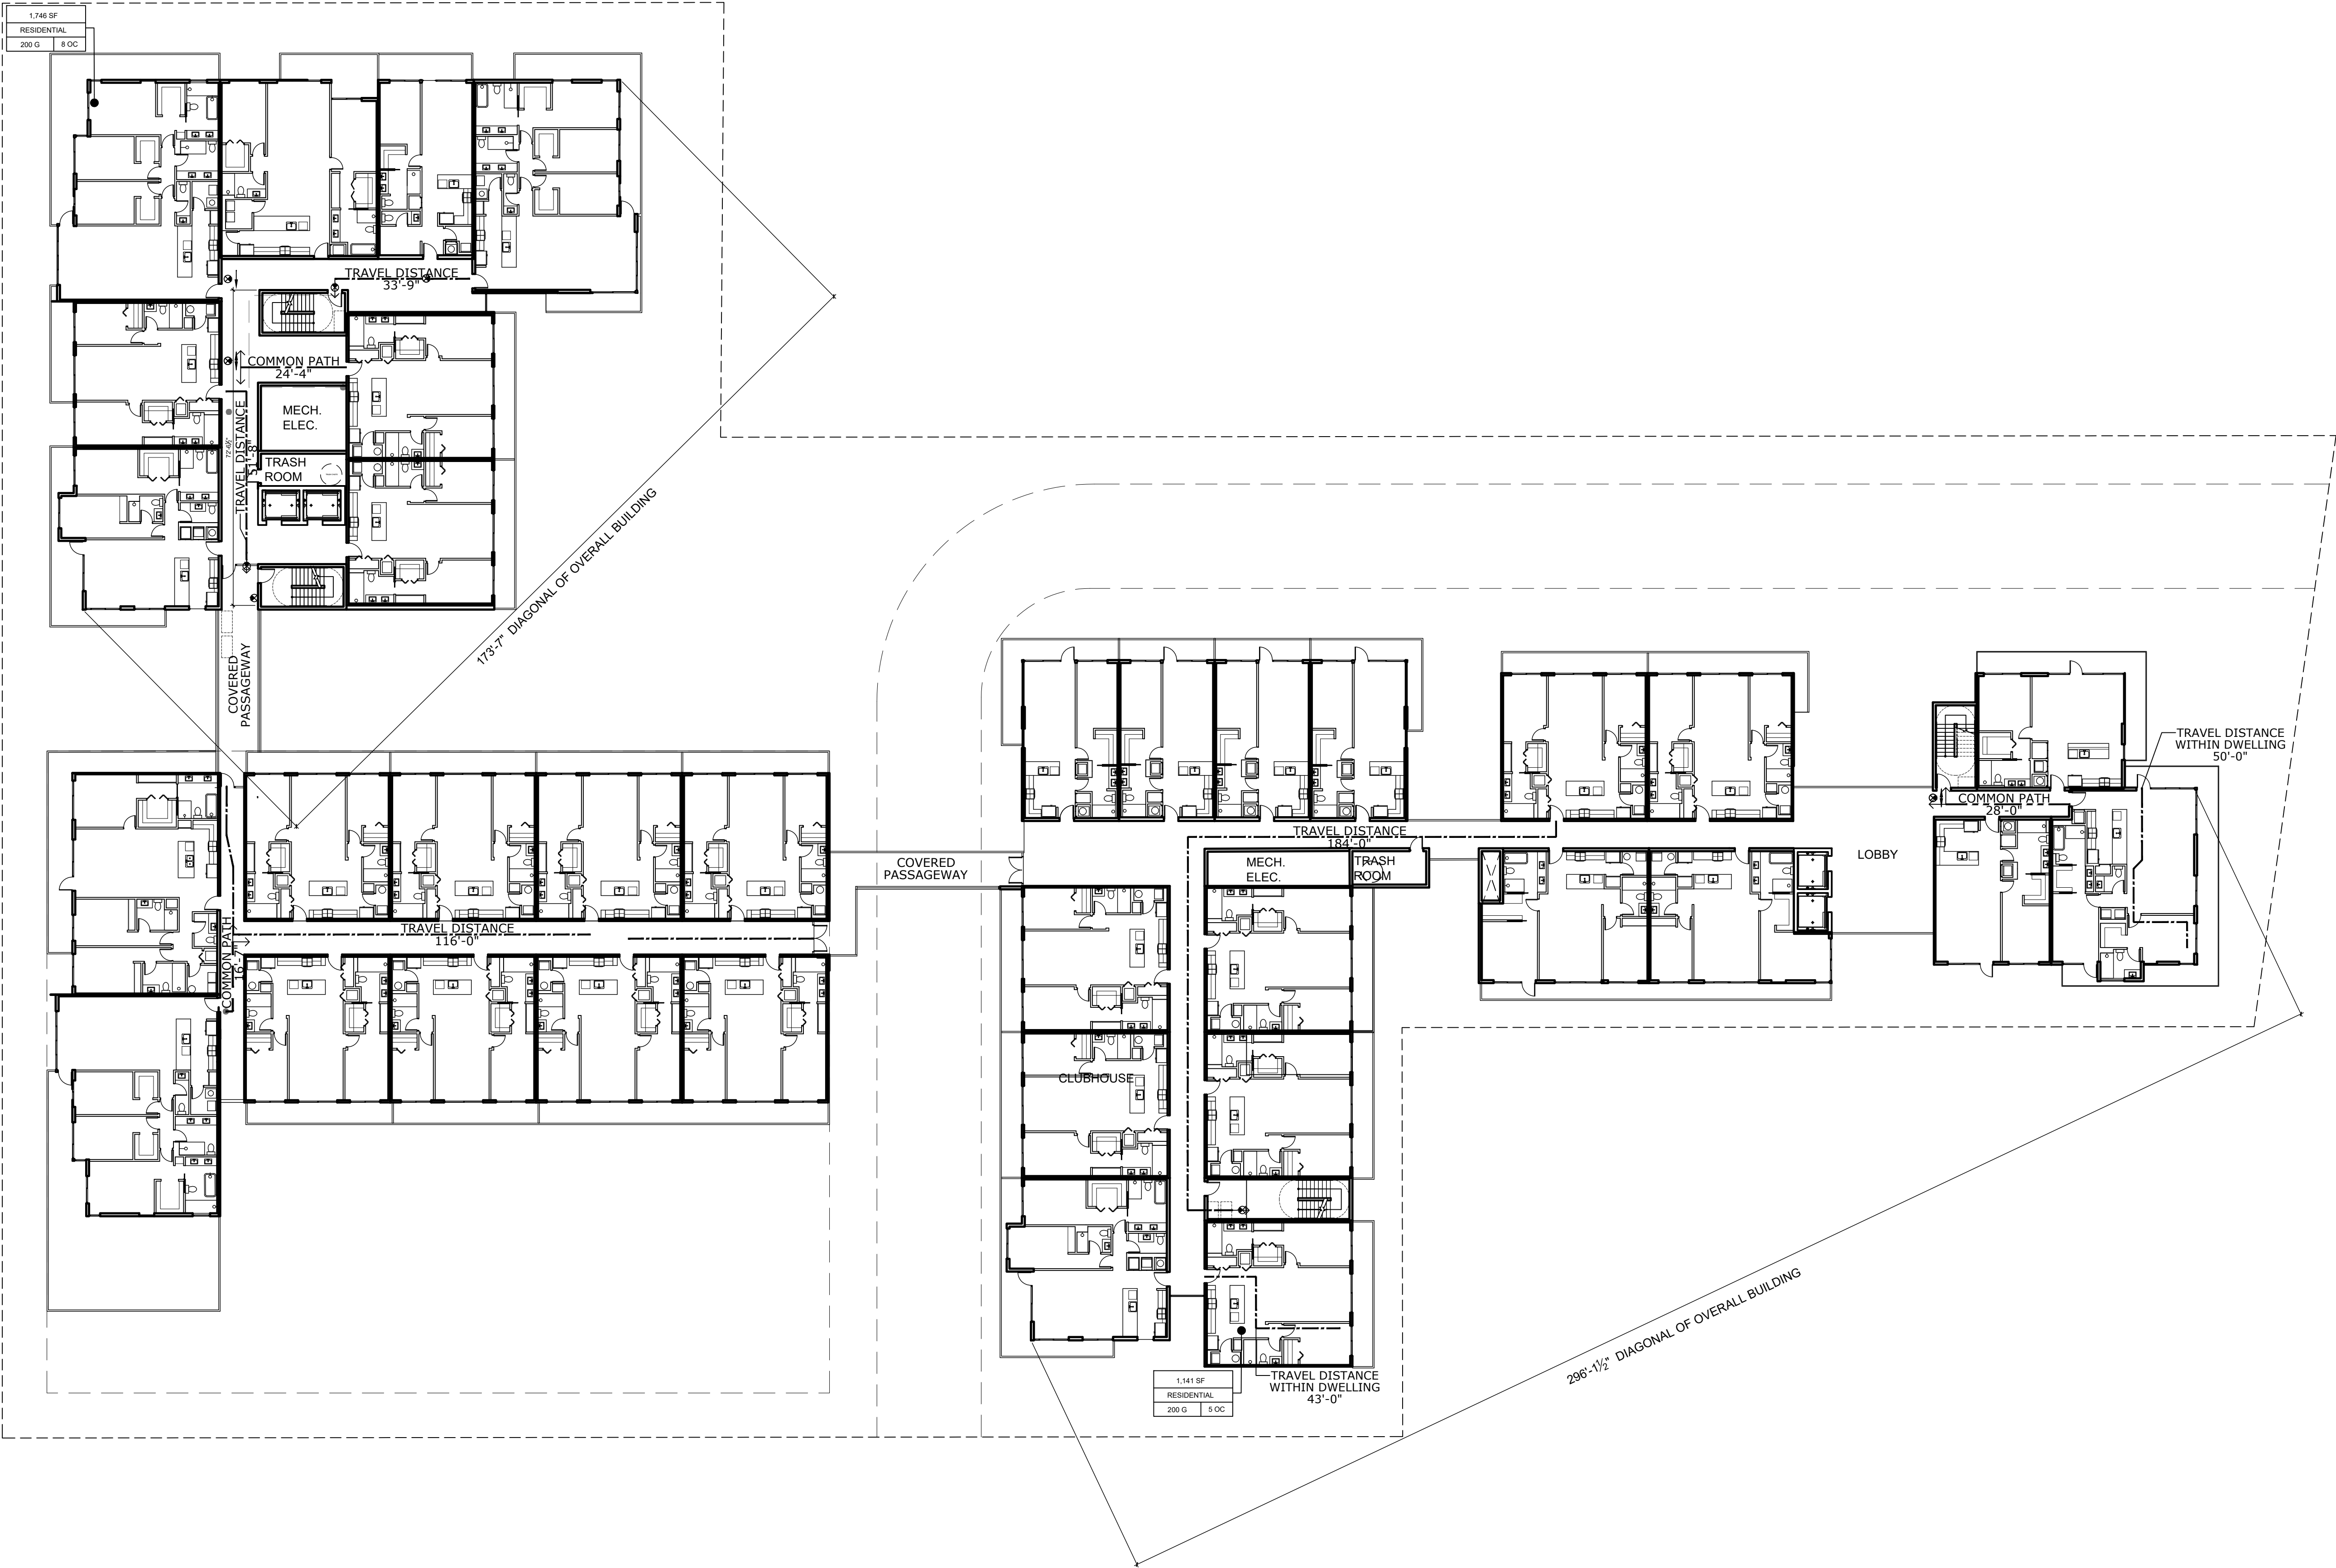 1,746 SF
RESIDENTIAL
200 G 8 OC
TRAVEL DISTANCE
33'-9"
COMMON PATH
24'-4"
MECH.
ELEC.
TRAVEL DISTANCE
51'-8"
TRASH
ROOM
173'-7" DIAGONAL OF OVERALL BUILDING
COVERED
PASSAGEWAY
TRAVEL DISTANCE
WITHIN DWELLING
50'-0"
COMMON PATH
28'-0"
TRAVEL DISTANCE
184'-0"
MECH.
ELEC.
TRASH
ROOM
LOBBY
COVERED
PASSAGEWAY
TRAVEL DISTANCE
116'-0"
COMMON PATH
16'-7"
CLUBHOUSE
296'-1½" DIAGONAL OF OVERALL BUILDING
1,141 SF
RESIDENTIAL
200 G 5 OC
TRAVEL DISTANCE
WITHIN DWELLING
43'-0"